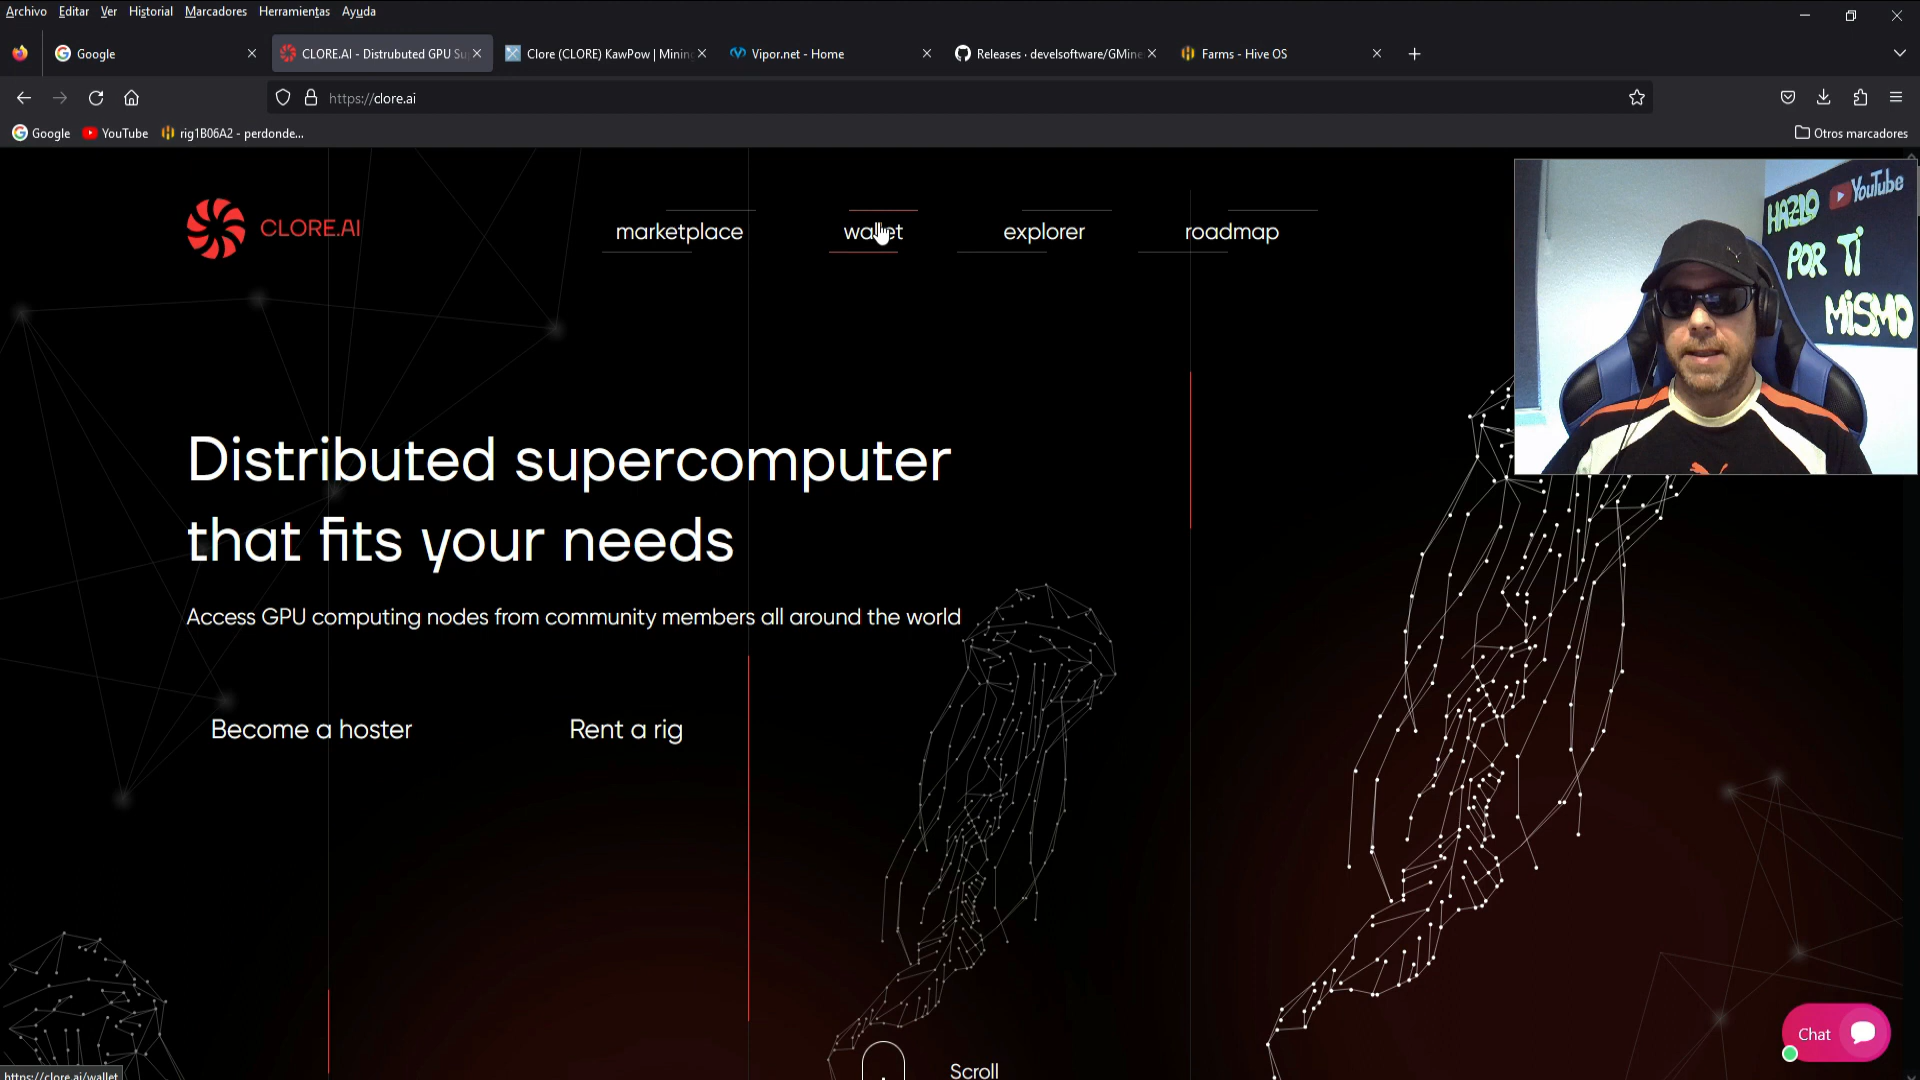 Archivo Editar Ver Historial Marcadores Herramientas Ayuda
Google
CLORE.AI - Distrubuted GPU Su
Clore (CLORE) KawPow | Minin
Vipor.net - Home
Releases · develsoftware/GMine
Farms - Hive OS
https://clore.ai
Google YouTube rig1B06A2 - perdonde... Otros marcadores
CLORE.AI
marketplace wallet explorer roadmap
YouTube
HAZLO
POR TI
MISMO
Distributed supercomputer
that fits your needs
Access GPU computing nodes from community members all around the world
Become a hoster Rent a rig
Chat
Scroll
https://clore.ai/wallet